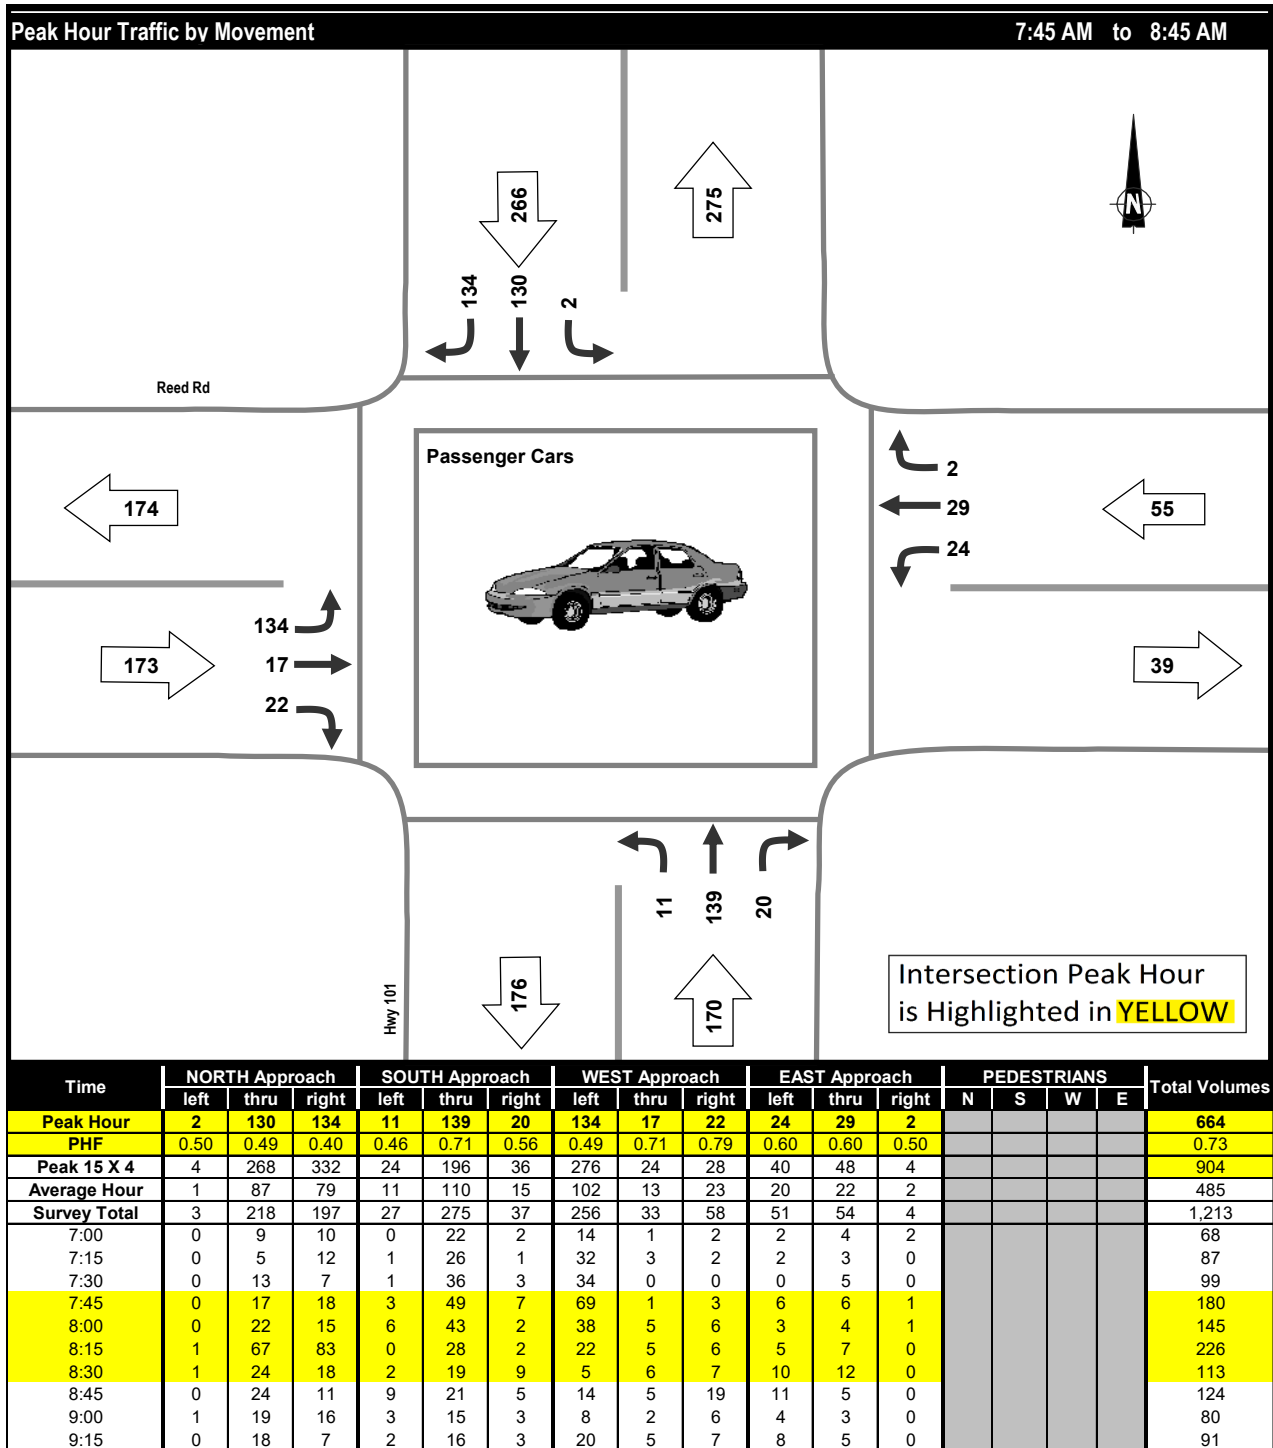 Peak Hour Traffic by Movement 7:45 AM to 8:45 AM
266
275
N
134 130 2
Reed Rd
Passenger Cars
2
174
29
55
24
134
173
17
39
22
11 139 20
Hwy 101
176
170
Intersection Peak Hour
is Highlighted in YELLOW
Time NORTH Approach SOUTH Approach WEST Approach EAST Approach PEDESTRIANS Total Volumes
left thru right left thru right left thru right left thru right N S W E
Peak Hour 2 130 134 11 139 20 134 17 22 24 29 2 664
PHF 0.50 0.49 0.40 0.46 0.71 0.56 0.49 0.71 0.79 0.60 0.60 0.50 0.73
Peak 15 X 4 4 268 332 24 196 36 276 24 28 40 48 4 904
Average Hour 1 87 79 11 110 15 102 13 23 20 22 2 485
Survey Total 3 218 197 27 275 37 256 33 58 51 54 4 1,213
7:00 0 9 10 0 22 2 14 1 2 2 4 2 68
7:15 0 5 12 1 26 1 32 3 2 2 3 0 87
7:30 0 13 7 1 36 3 34 0 0 0 5 0 99
7:45 0 17 18 3 49 7 69 1 3 6 6 1 180
8:00 0 22 15 6 43 2 38 5 6 3 4 1 145
8:15 1 67 83 0 28 2 22 5 6 5 7 0 226
8:30 1 24 18 2 19 9 5 6 7 10 12 0 113
8:45 0 24 11 9 21 5 14 5 19 11 5 0 124
9:00 1 19 16 3 15 3 8 2 6 4 3 0 80
9:15 0 18 7 2 16 3 20 5 7 8 5 0 91